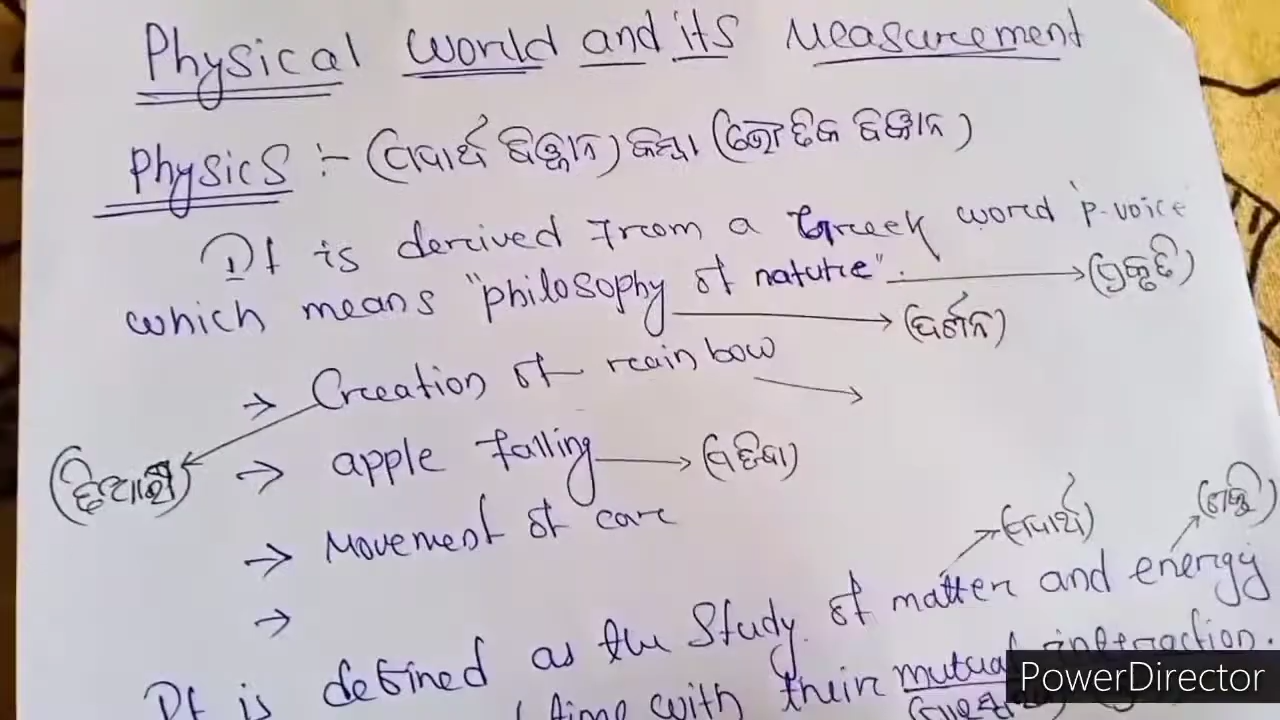 Physical World and its Measurement
Physics :- (ପଦାର୍ଥ ବିଜ୍ଞାନ) କିମ୍ବା (ଭୌତିକ ବିଜ୍ଞାନ)
It is derived from a Greek word 'P-voice
which means "philosophy of nature". → (ପ୍ରକୃତି)
→ (ଦର୍ଶନ)
→ Creation of rainbow →
→ apple falling → (ପଡିବା)
→ Movement of car
→ (ପଦାର୍ଥ) (ଶକ୍ତି)
It is defined as the study of matter and energy
time with their mutual interaction.
PowerDirector